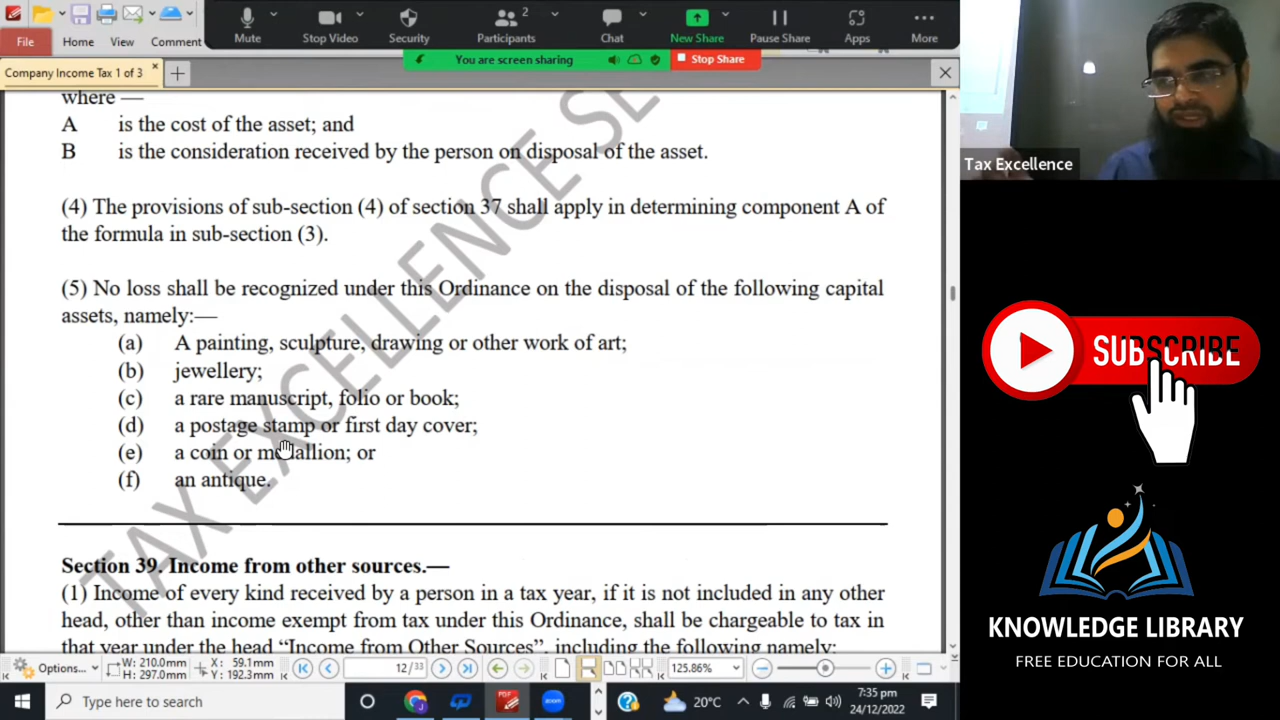 Mute
Stop Video
Security
2
Participants
Chat
New Share
Pause Share
Apps
More
File
Home
View
Comment
You are screen sharing
Stop Share
Company Income Tax 1 of 3
where —
A is the cost of the asset; and
B is the consideration received by the person on disposal of the asset.
(4) The provisions of sub-section (4) of section 37 shall apply in determining component A of
the formula in sub-section (3).
(5) No loss shall be recognized under this Ordinance on the disposal of the following capital
assets, namely:—
(a) A painting, sculpture, drawing or other work of art;
(b) jewellery;
(c) a rare manuscript, folio or book;
(d) a postage stamp or first day cover;
(e) a coin or medallion; or
(f) an antique.
Section 39. Income from other sources.—
(1) Income of every kind received by a person in a tax year, if it is not included in any other
head, other than income exempt from tax under this Ordinance, shall be chargeable to tax in
that year under the head “Income from Other Sources”, including the following namely:
TAX EXCELLENCE SE
Tax Excellence
SUBSCRIBE
KNOWLEDGE LIBRARY
FREE EDUCATION FOR ALL
Options...
W: 210.0mm
H: 297.0mm
X: 59.1mm
Y: 192.3mm
12 /33
125.86%
Type here to search
20°C
7:35 pm
24/12/2022